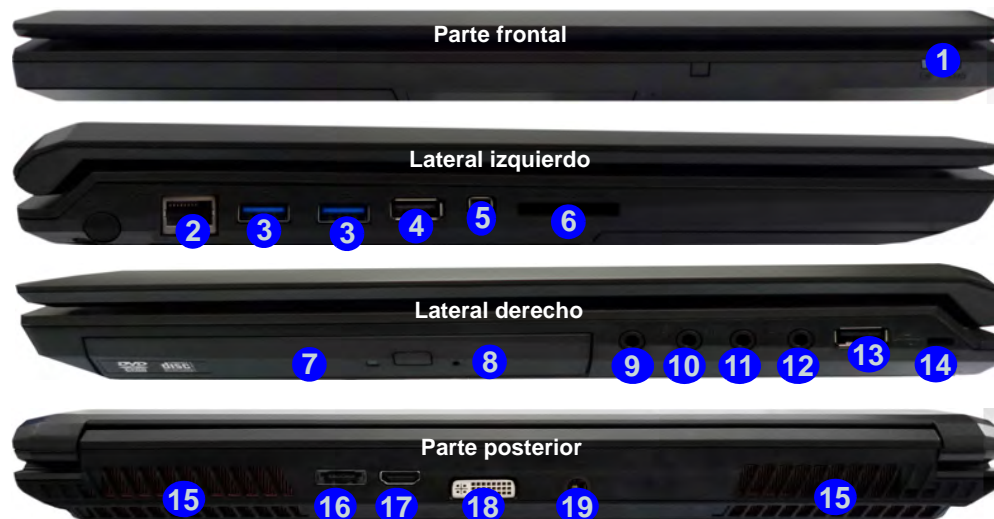 Parte frontal
1
Lateral izquierdo
2 3 3 4 5 6
Lateral derecho
DVD disc 7 8 9 10 11 12 13 14
Parte posterior
15 16 17 18 19 15